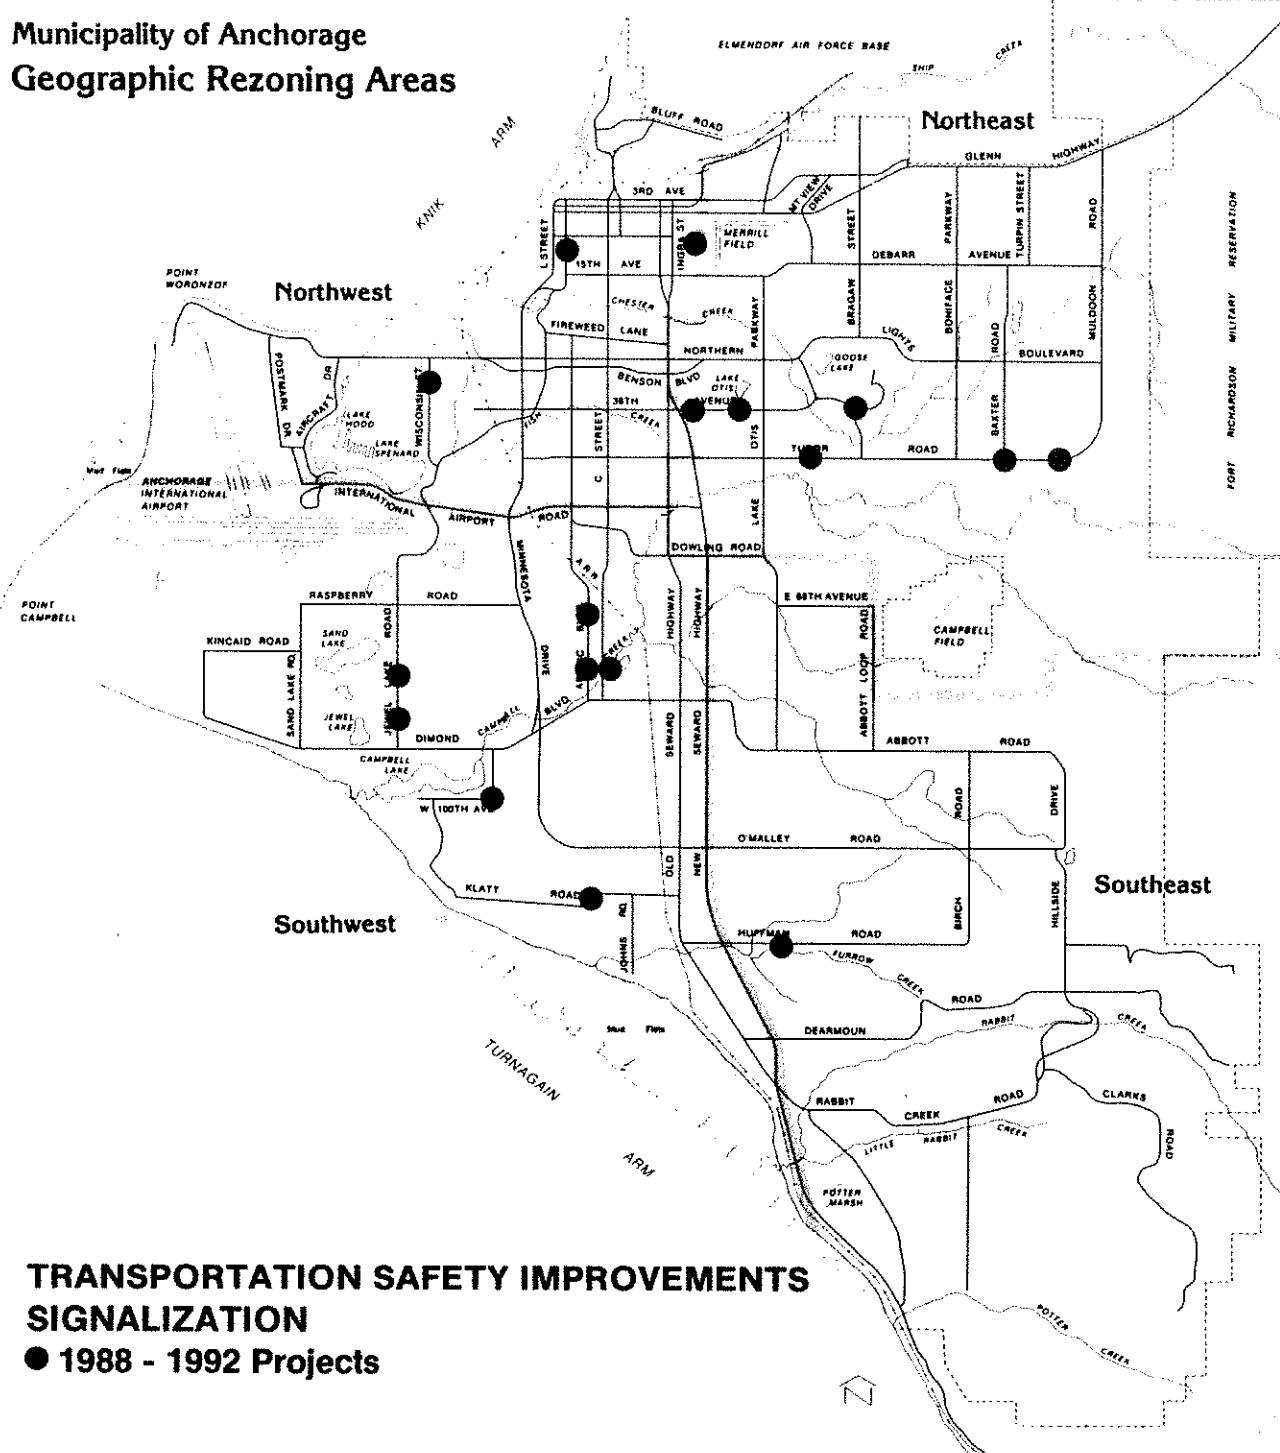 Municipality of Anchorage
Geographic Rezoning Areas
ELMENDORF AIR FORCE BASE
SHIP CREEK
BLUFF ROAD
Northeast
KNIK ARM
GLENN HIGHWAY
3RD AVE
MT VIEW DRIVE
L STREET
INGRA ST
MERRILL FIELD
BRAGAW STREET
BONIFACE PARKWAY
TURPIN STREET
MULDOON ROAD
FORT RICHARDSON MILITARY RESERVATION
15TH AVE
DEBARR AVENUE
POINT WORONZOF
Northwest
CHESTER CREEK
FIREWEED LANE
PARKWAY
NORTHERN LIGHTS BOULEVARD
GOOSE LAKE
BAXTER ROAD
POSTMARK DR
AIRCRAFT DR
WISCONSIN ST
BENSON BLVD
LAKE OTIS
36TH AVENUE
LAKE HOOD
LAKE SPENARD
FISH CREEK
C STREET
LAKE OTIS
TUDOR ROAD
Mud Flats
ANCHORAGE
INTERNATIONAL
AIRPORT
INTERNATIONAL AIRPORT ROAD
DOWLING ROAD
MINNESOTA DRIVE
A R R
POINT CAMPBELL
RASPBERRY ROAD
E 68TH AVENUE
KINCAID ROAD
SAND LAKE
SAND LAKE RD
JEWEL LAKE
JEWEL LAKE ROAD
CREEK
OLD SEWARD HIGHWAY
NEW SEWARD HIGHWAY
ABBOTT LOOP ROAD
CAMPBELL FIELD
CAMPBELL
DIMOND BLVD
CAMPBELL LAKE
ABBOTT ROAD
W 100TH AVE
O'MALLEY ROAD
BIRCH ROAD
HILLSIDE DRIVE
Southeast
KLATT ROAD
JOHNS RD
Southwest
HUFFMAN ROAD
FURROW CREEK
DEARMOUN ROAD
RABBIT CREEK
Mud Flats
TURNAGAIN ARM
RABBIT CREEK ROAD
CLARKS ROAD
LITTLE RABBIT CREEK
POTTER MARSH
POTTER CREEK
TRANSPORTATION SAFETY IMPROVEMENTS
SIGNALIZATION
● 1988 - 1992 Projects
N